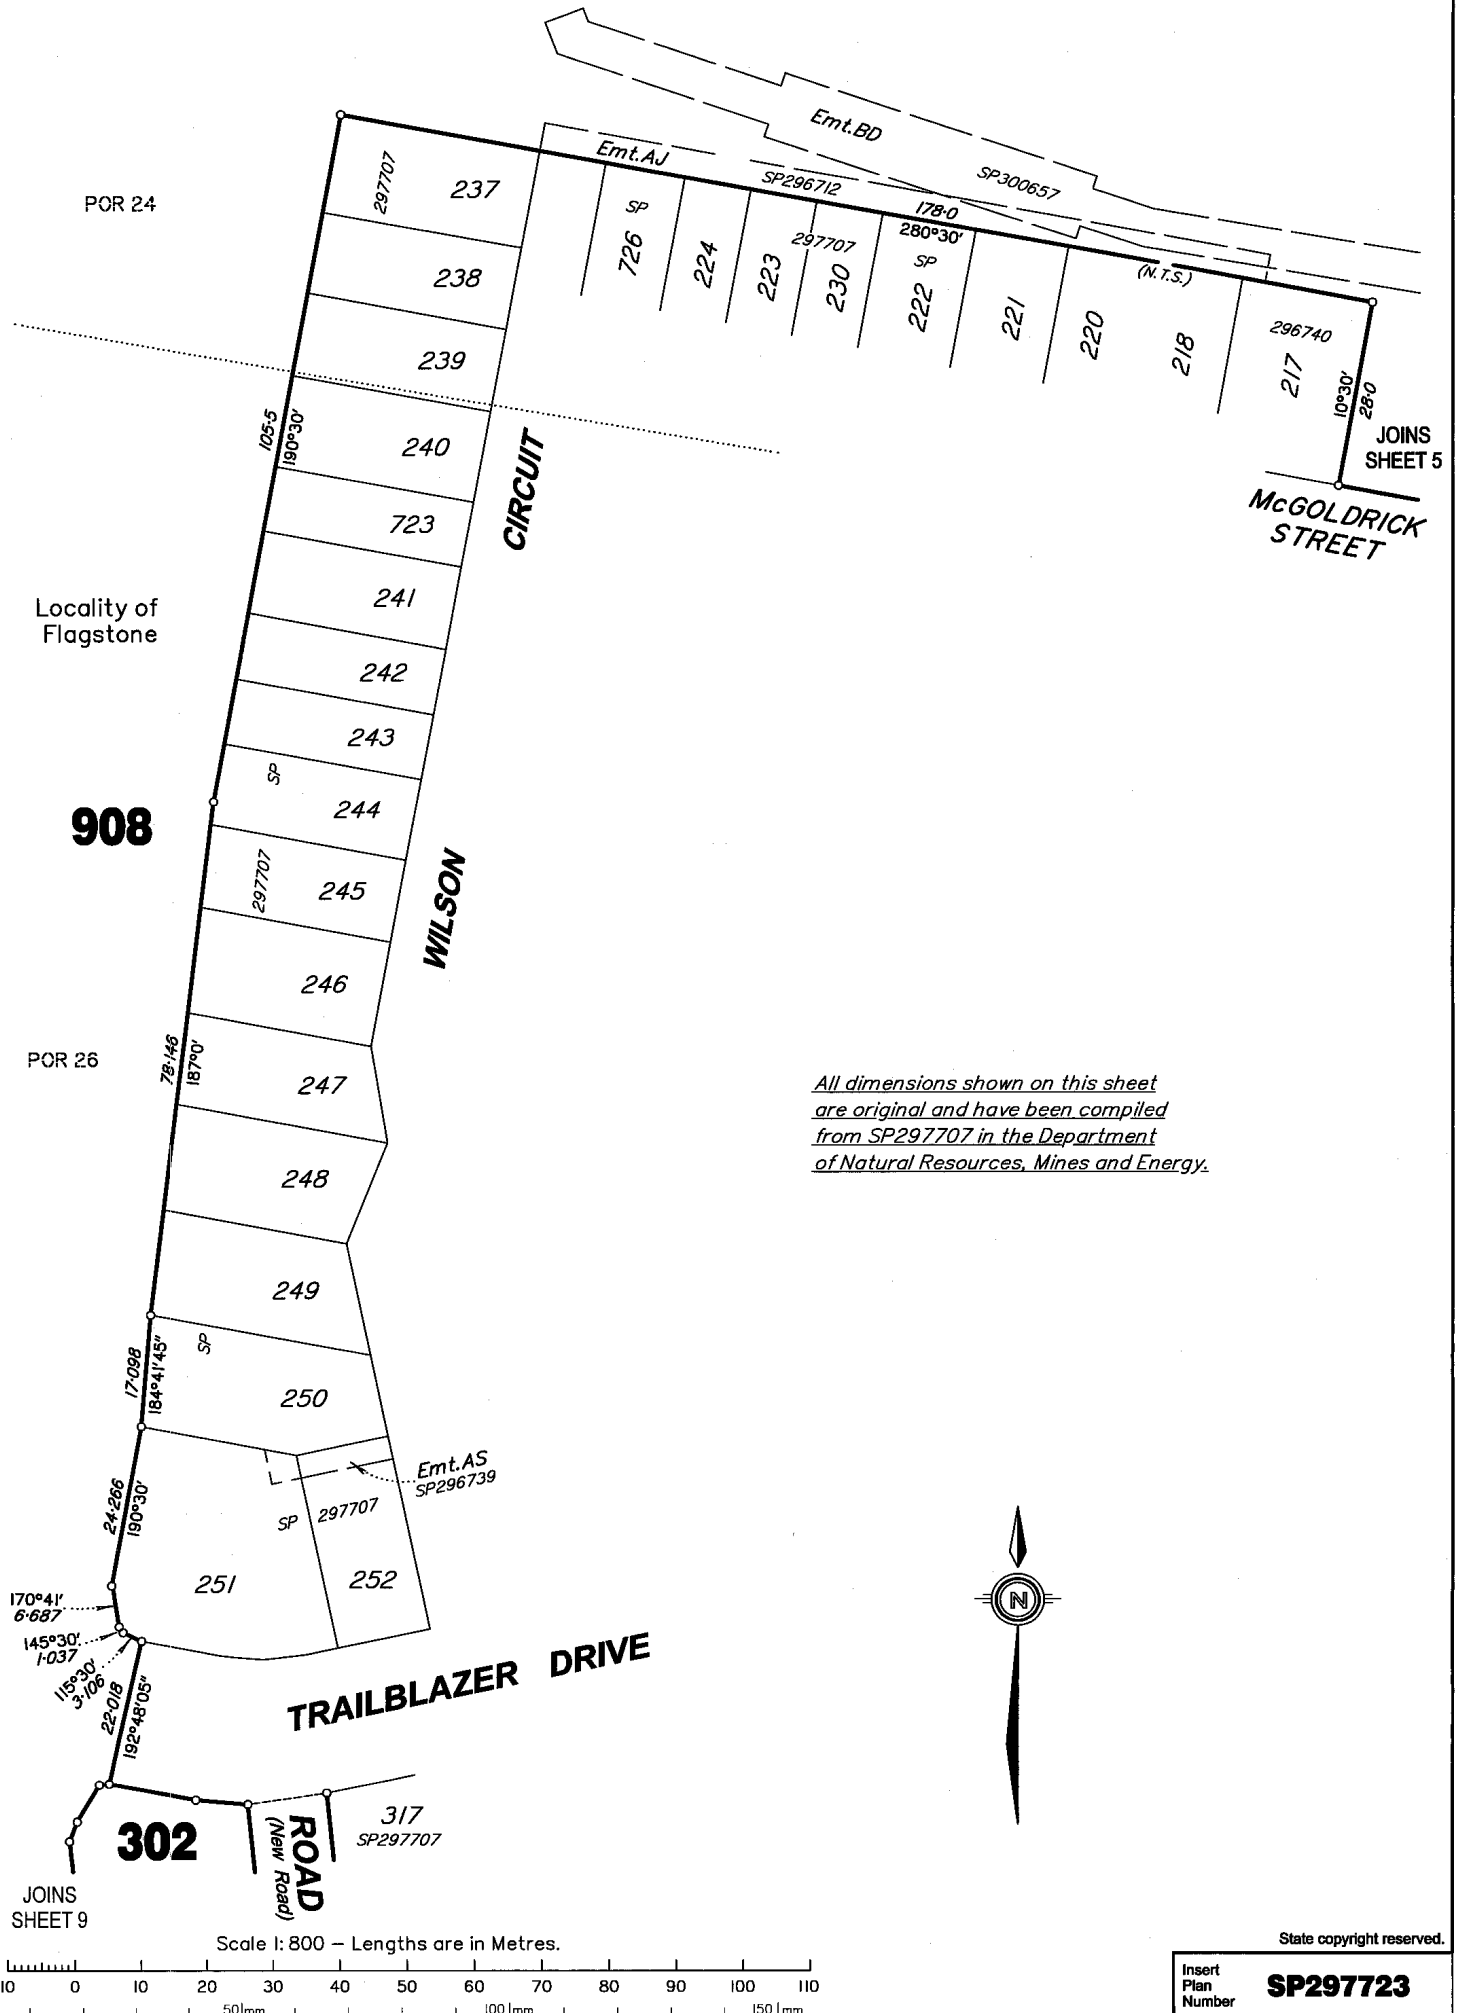 Emt.BD
Emt.AJ
SP296712
SP300657
178·0
280°30'
(N.T.S.)
POR 24
297707
237
238
239
240
723
241
242
243
SP
244
297707
245
246
247
248
249
SP
250
251
252
SP
726
224
223
297707
230
SP
222
221
220
218
296740
217
10°30'
28·0
JOINS
SHEET 5
McGOLDRICK
STREET
105·5
190°30'
CIRCUIT
WILSON
Locality of
Flagstone
908
POR 26
78·146
187°0'
All dimensions shown on this sheet
are original and have been compiled
from SP297707 in the Department
of Natural Resources, Mines and Energy.
17·098
184°41'45"
Emt.AS
SP296739
SP 297707
24·266
190°30'
170°41'
6·687
145°30'
1·037
115°30'
3·106
22·018
192°48'05"
TRAILBLAZER DRIVE
N
302
ROAD
(New Road)
317
SP297707
JOINS
SHEET 9
Scale 1:800 – Lengths are in Metres.
10 0 10 20 30 40 50 60 70 80 90 100 110
50mm 100mm 150mm
State copyright reserved.
Insert
Plan
Number
SP297723